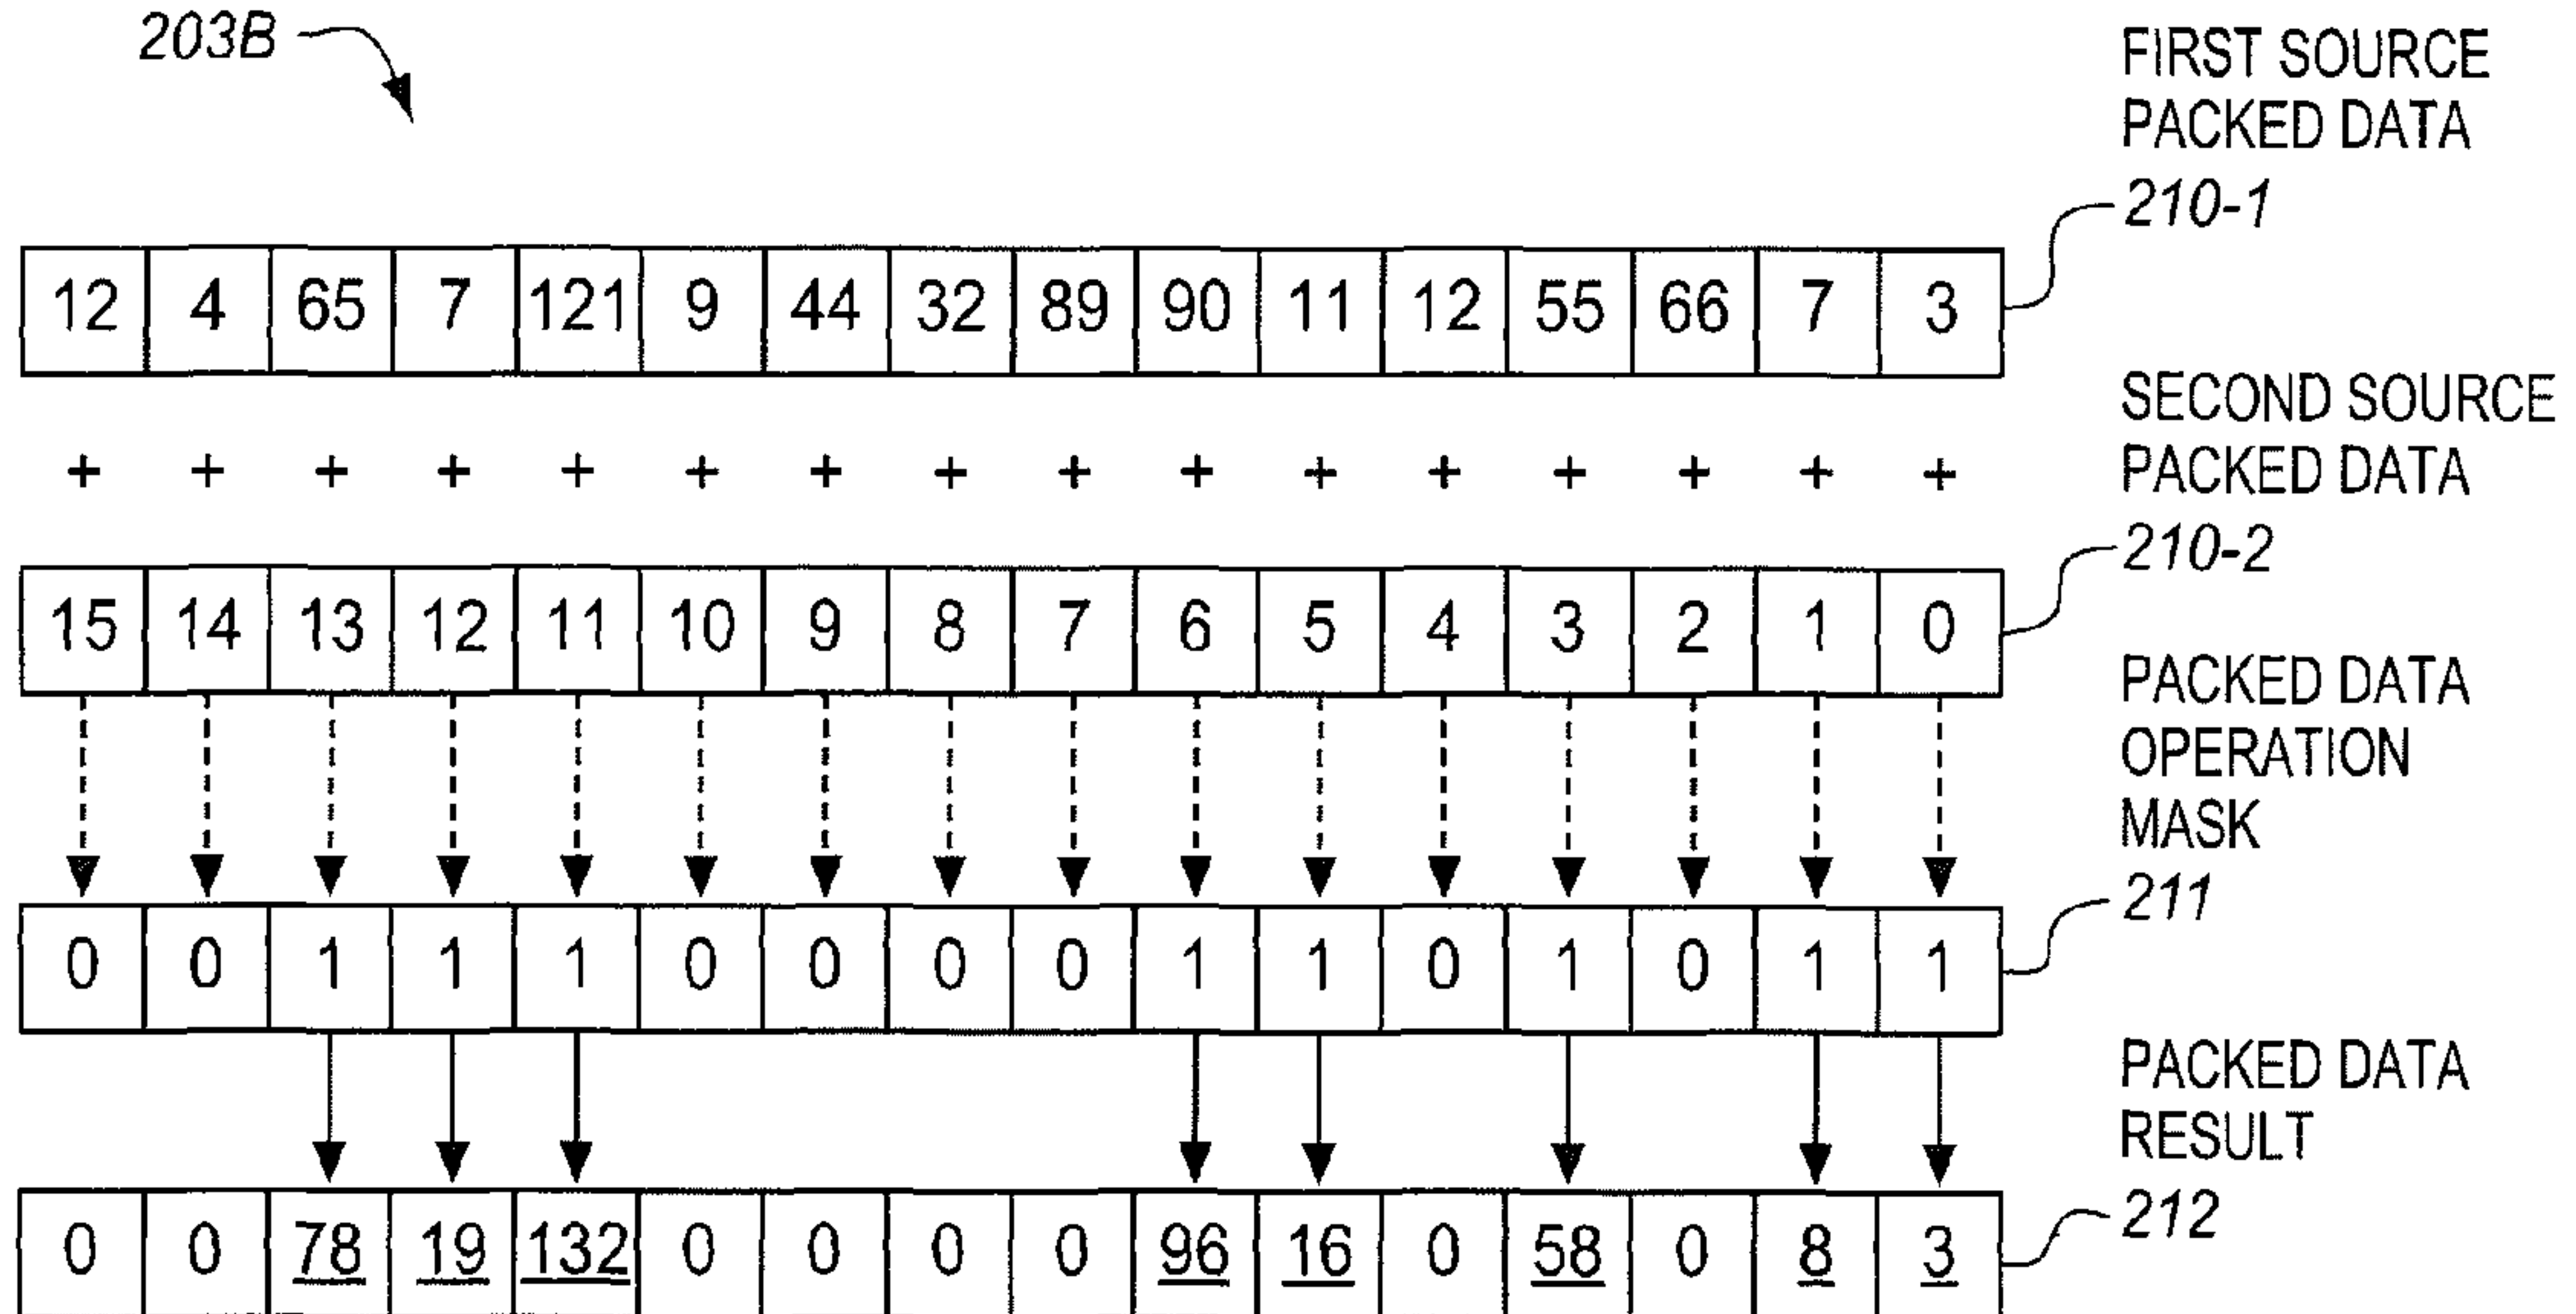 203B
FIRST SOURCE
PACKED DATA
210-1
12 4 65 7 121 9 44 32 89 90 11 12 55 66 7 3
SECOND SOURCE
PACKED DATA
210-2
+ + + + + + + + + + + + + + + +
15 14 13 12 11 10 9 8 7 6 5 4 3 2 1 0
PACKED DATA
OPERATION
MASK
211
0 0 1 1 1 0 0 0 0 1 1 0 1 0 1 1
PACKED DATA
RESULT
212
0 0 78 19 132 0 0 0 0 96 16 0 58 0 8 3